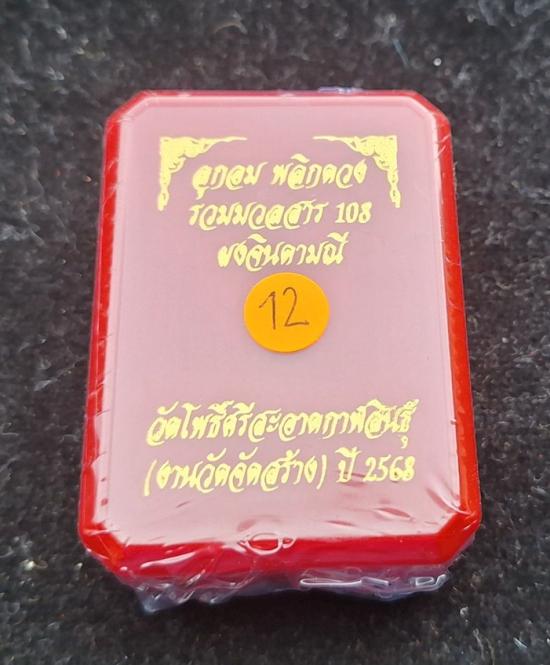 ลูกอม พลิกดวง
รวมมวลสาร 108
ผงจินดามณี
12
วัดโพธิ์ศรีสะอาดกาฬสินธุ์
(งานวัดจัดสร้าง) ปี 2568